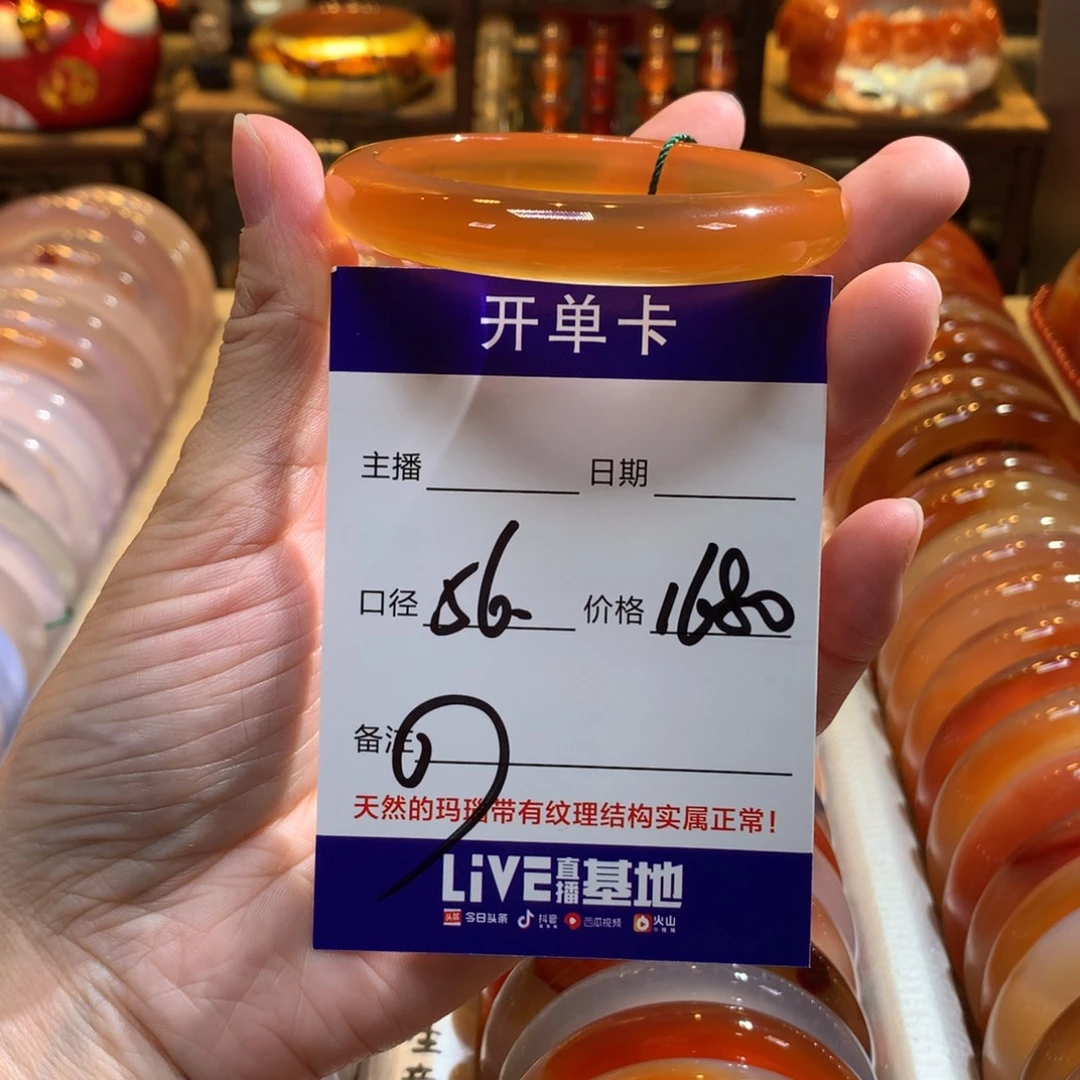 开单卡
主播 日期
口径 56 价格 1680
备注
天然的玛瑙带有纹理结构实属正常!
LiVE直播基地
头条 今日头条 抖音 西瓜视频 火山